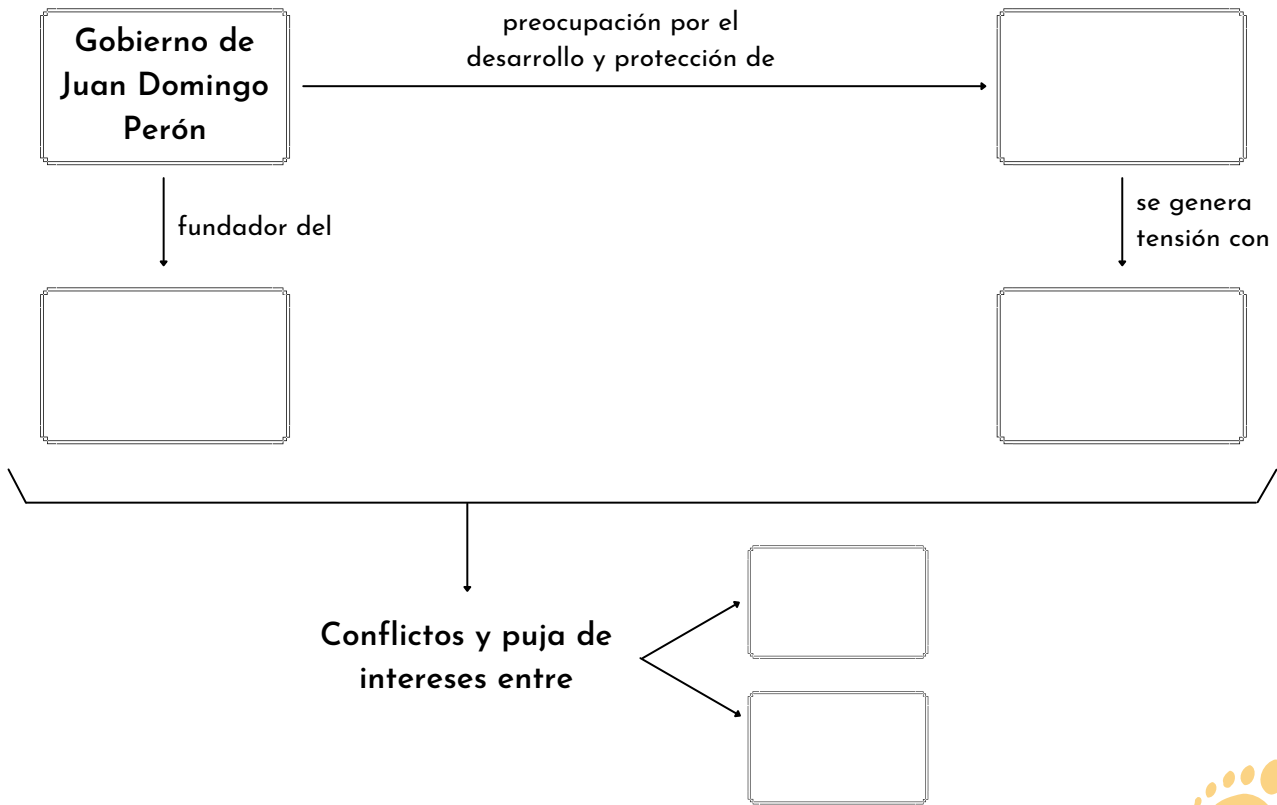 Gobierno de
Juan Domingo
Perón
preocupación por el
desarrollo y protección de
fundador del
se genera
tensión con
Conflictos y puja de
intereses entre